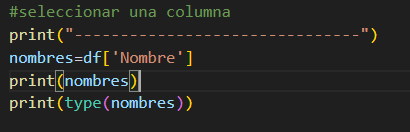 #seleccionar una columna
print("--------------------------------")
nombres=df['Nombre']
print(nombres)
print(type(nombres))